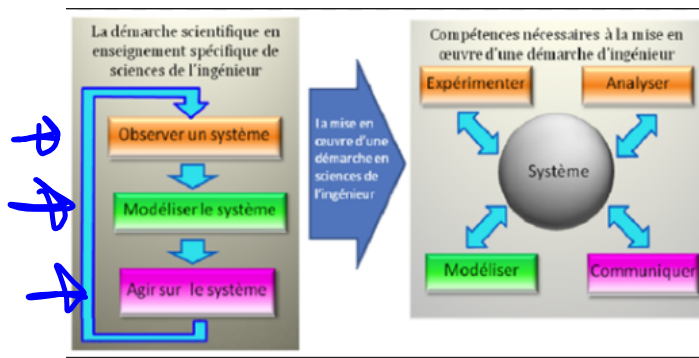 La démarche scientifique en
enseignement spécifique de
sciences de l'ingénieur
Observer un système
Modéliser le système
Agir sur le système
La mise en
œuvre d'une
démarche en
sciences de
l'ingénieur
Compétences nécessaires à la mise en
œuvre d'une démarche d'ingénieur
Expérimenter
Analyser
Système
Modéliser
Communiquer